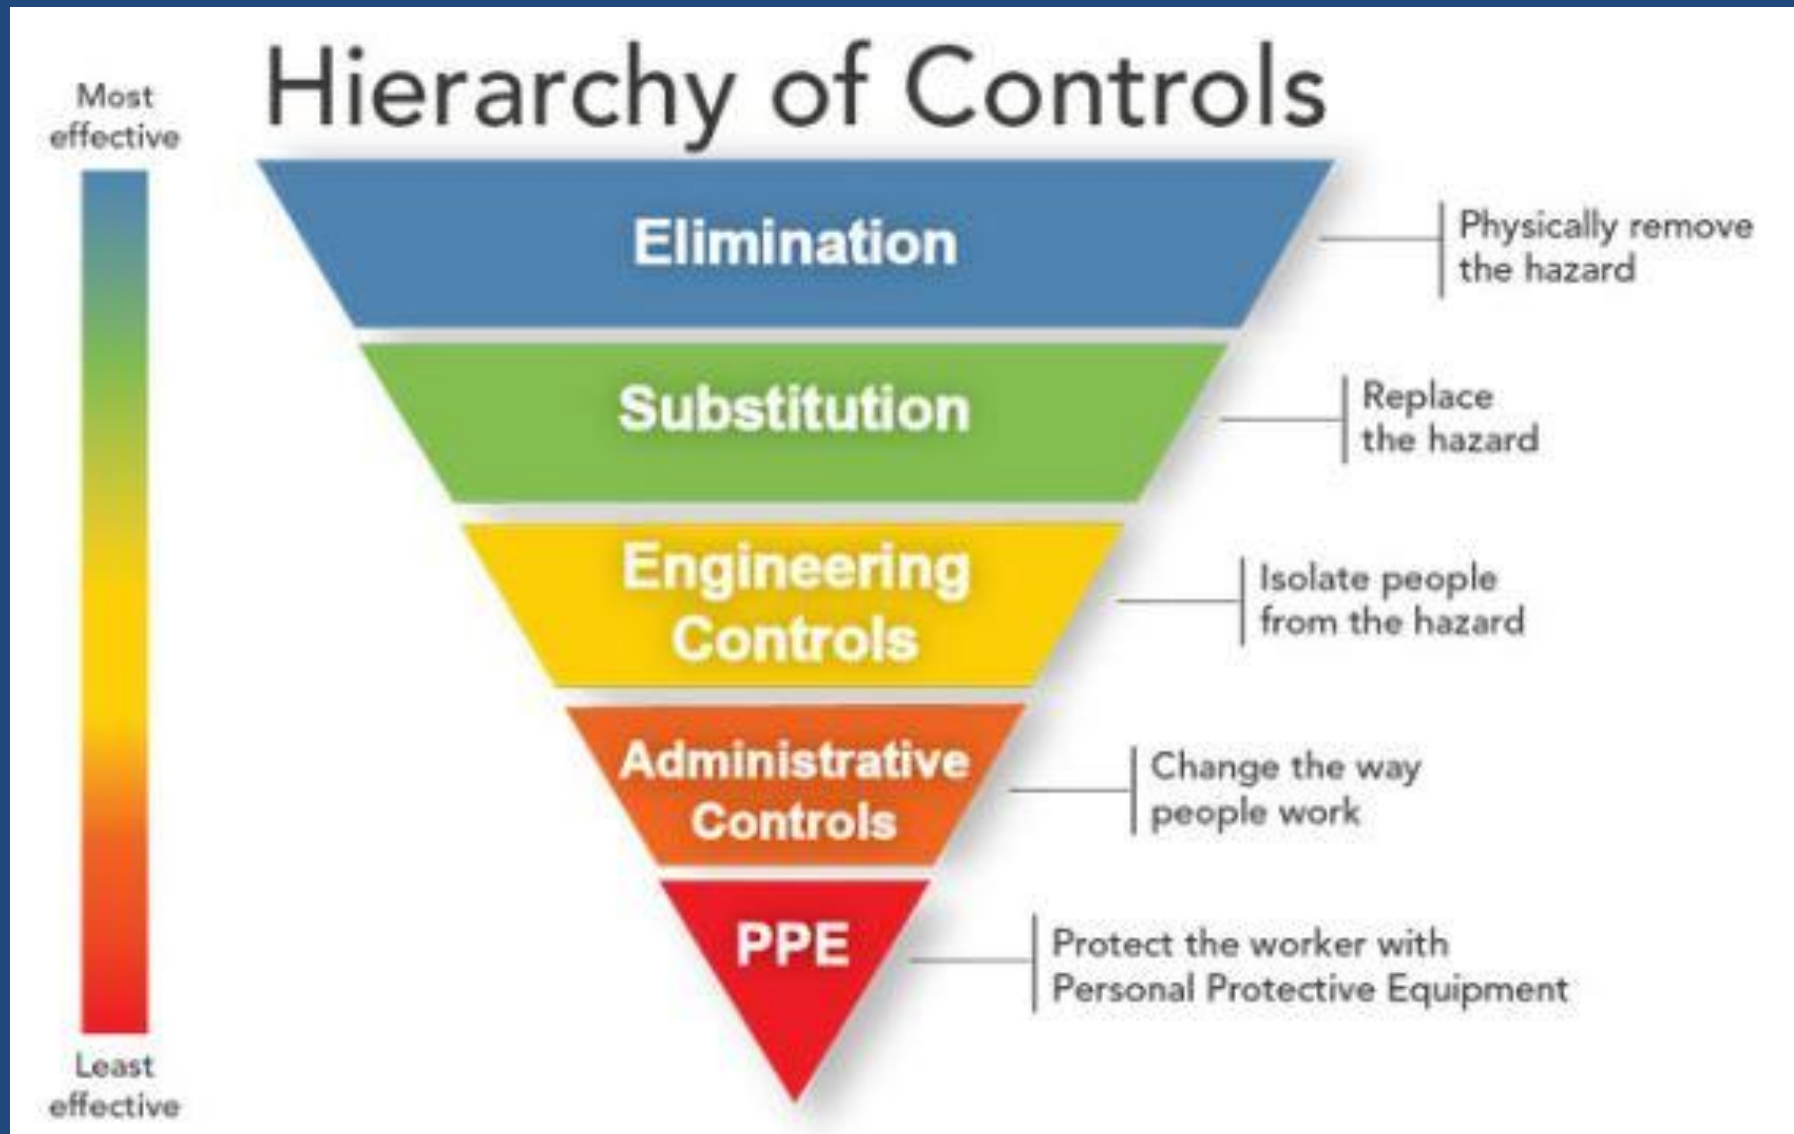 Hierarchy of Controls
Most
effective
Elimination
Physically remove
the hazard
Substitution
Replace
the hazard
Engineering
Controls
Isolate people
from the hazard
Administrative
Controls
Change the way
people work
PPE
Protect the worker with
Personal Protective Equipment
Least
effective